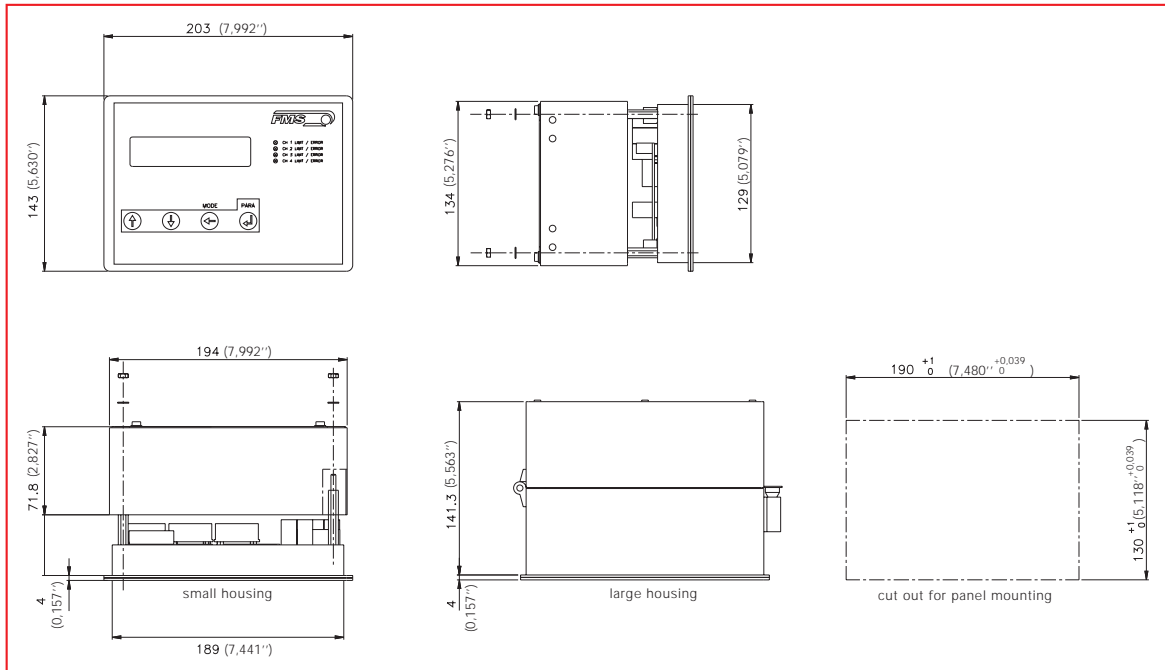 203 (7,992’’)
143 (5,630’’)
FMS
CH 1 LIMIT / ERROR
CH 2 LIMIT / ERROR
CH 3 LIMIT / ERROR
CH 4 LIMIT / ERROR
MODE PARA
134 (5,276’’)
129 (5,079’’)
194 (7,992’’)
71.8 (2,827’’)
4
(0,157’’)
small housing
189 (7,441’’)
141.3 (5,563’’)
4
(0,157’’)
large housing
190 +1 0 (7,480’’ +0,039 0 )
130 +1 0 (5,118’’ +0,039 0 )
cut out for panel mounting